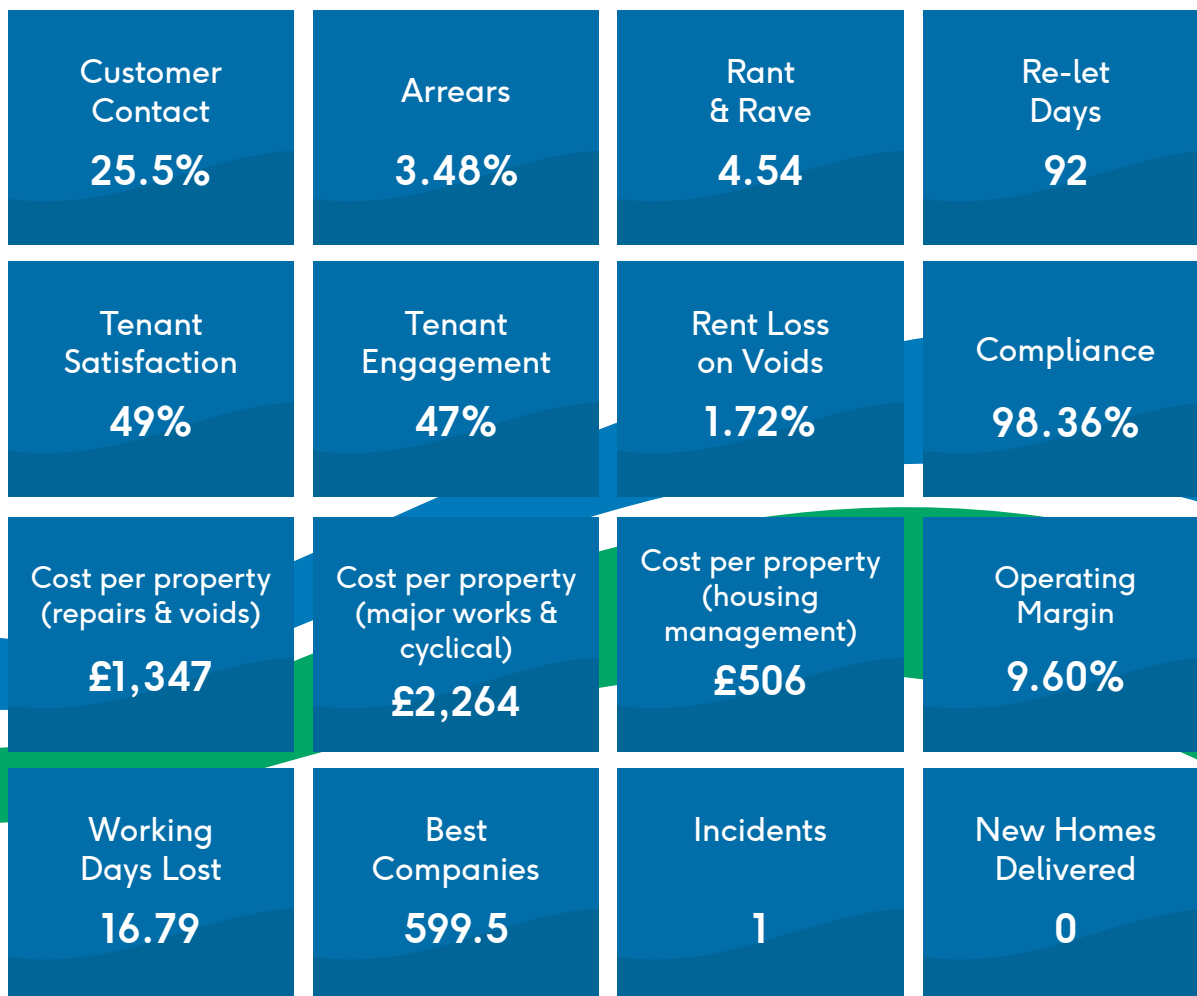 Customer
Contact
25.5%
Arrears
3.48%
Rant
& Rave
4.54
Re-let
Days
92
Tenant
Satisfaction
49%
Tenant
Engagement
47%
Rent Loss
on Voids
1.72%
Compliance
98.36%
Cost per property
(repairs & voids)
£1,347
Cost per property
(major works &
cyclical)
£2,264
Cost per property
(housing
management)
£506
Operating
Margin
9.60%
Working
Days Lost
16.79
Best
Companies
599.5
Incidents
1
New Homes
Delivered
0